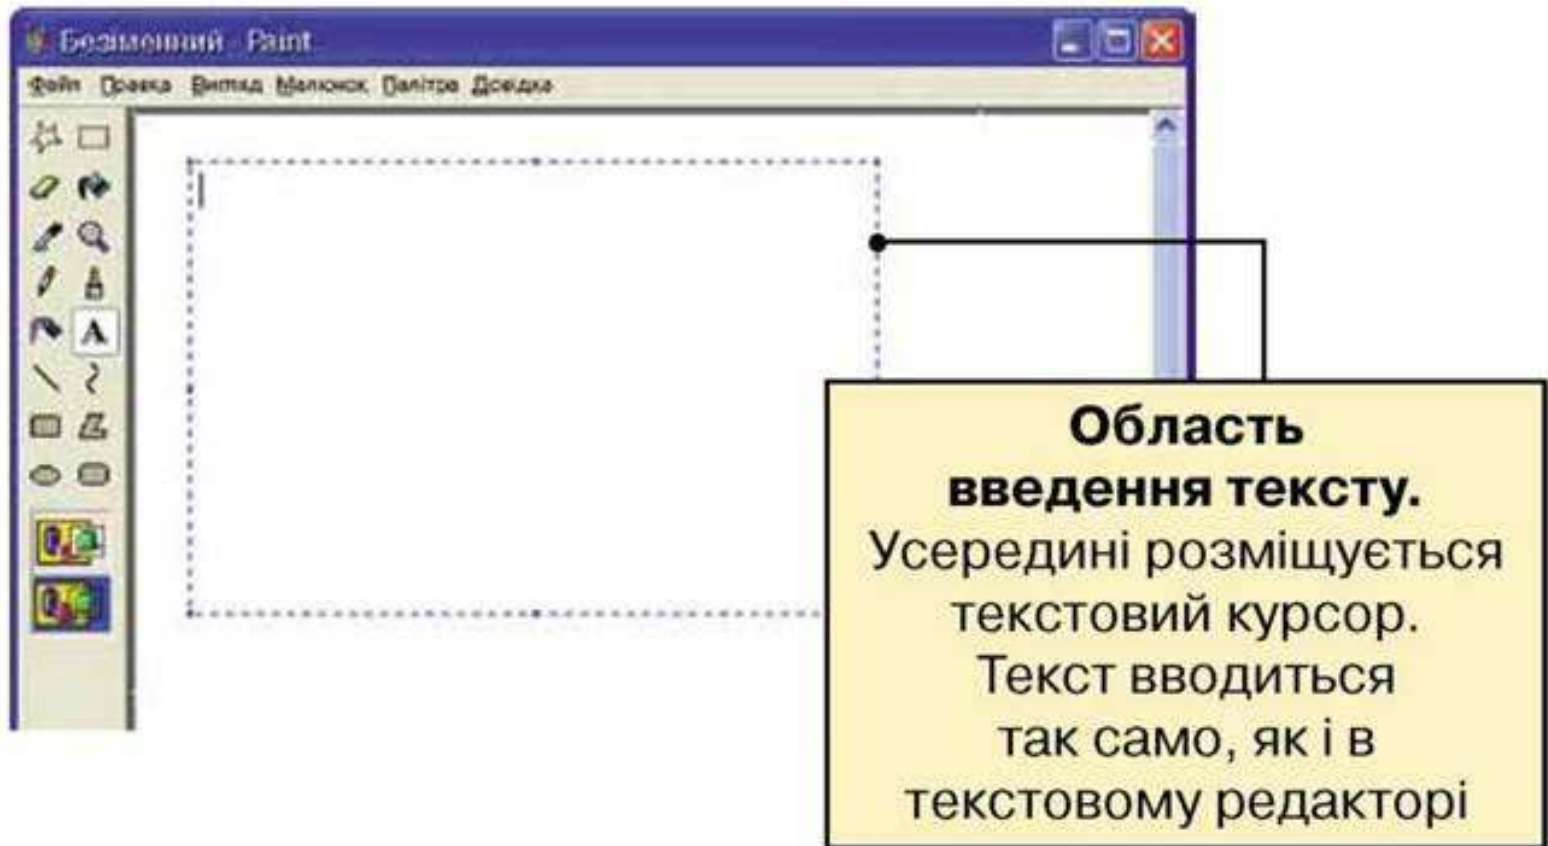 Безіменний - Paint
Файл Правка Вигляд Малюнок Палітра Довідка
A
Область
введення тексту.
Усередині розміщується
текстовий курсор.
Текст вводиться
так само, як і в
текстовому редакторі